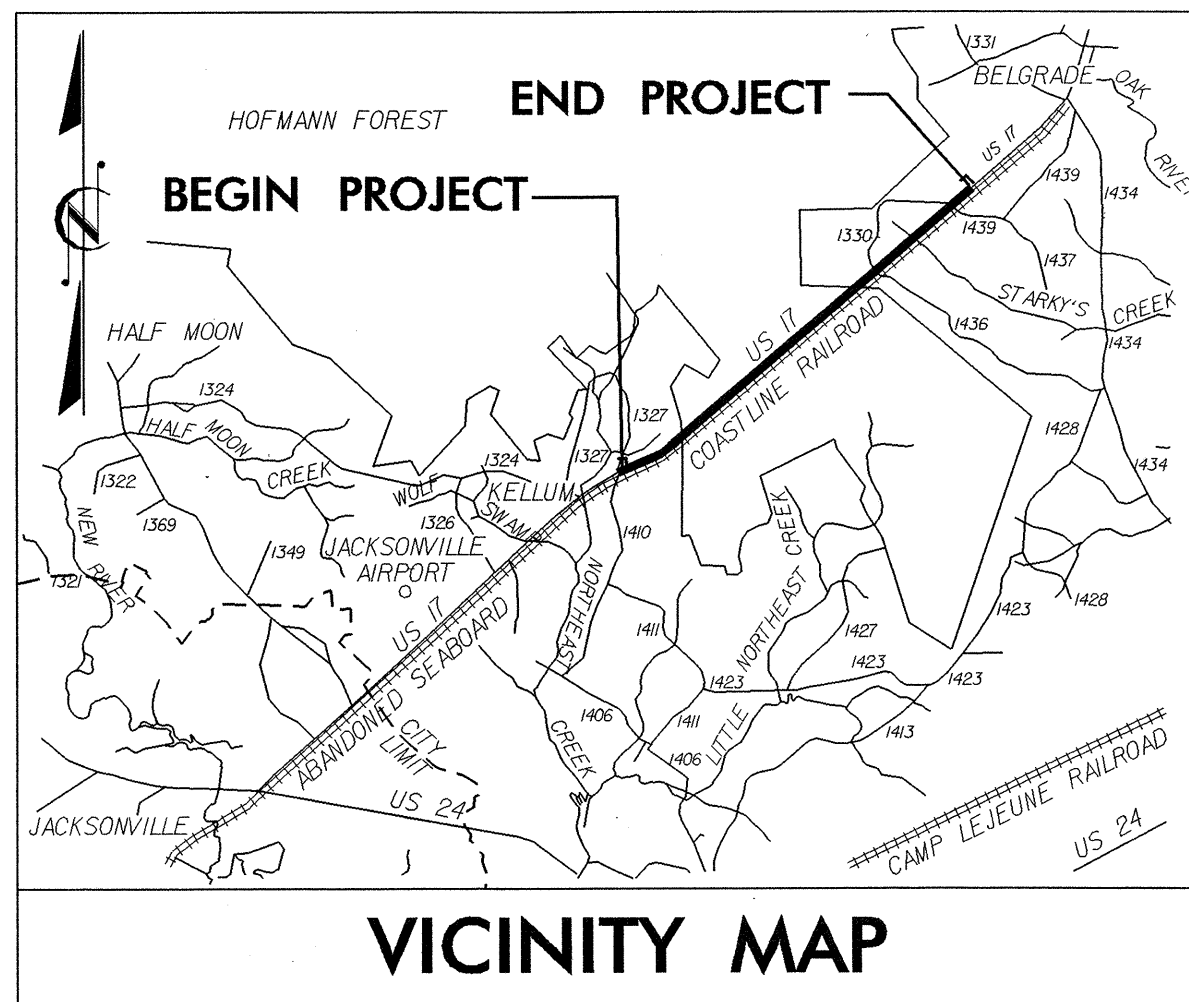 1331
BELGRADE
OAK
RIVER
END PROJECT
HOFMANN FOREST
US 17
BEGIN PROJECT
1439
1434
N
1330
1439
1437
STARKY'S
CREEK
HALF MOON
US 17
COASTLINE RAILROAD
1436
1434
1324
HALF MOON
CREEK
1327
1327
1428
1322
1324
WOLF
KELLUM
1434
NEW
RIVER
1369
1326
SWAMP
1410
CREEK
NORTHEAST
LITTLE
1349
JACKSONVILLE
AIRPORT
1321
NORTHEAST
CREEK
1428
1423
US 17
ABANDONED SEABOARD
1411
1427
1423
1423
1423
1406
1411
1406
1413
CITY
LIMIT
US 24
JACKSONVILLE
CAMP LEJEUNE RAILROAD
US 24
VICINITY MAP